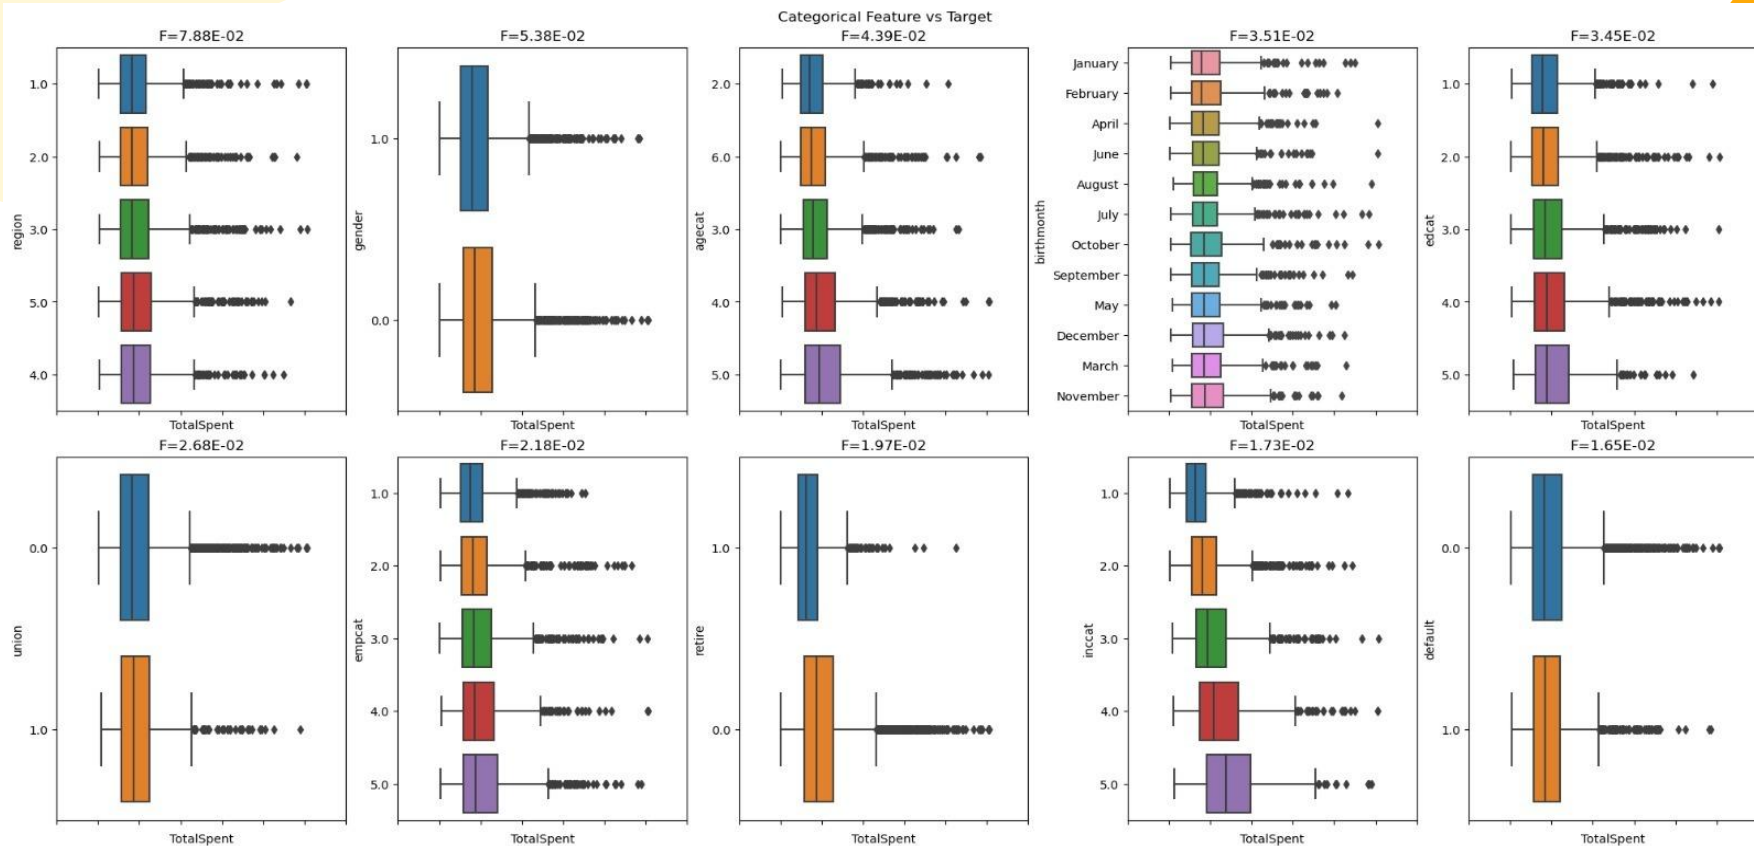 Categorical Feature vs Target
F=7.88E-02
region
1.0
2.0
3.0
5.0
4.0
TotalSpent
F=5.38E-02
gender
1.0
0.0
TotalSpent
F=4.39E-02
agecat
2.0
6.0
3.0
4.0
5.0
TotalSpent
F=3.51E-02
birthmonth
January
February
April
June
August
July
October
September
May
December
March
November
TotalSpent
F=3.45E-02
edcat
1.0
2.0
3.0
4.0
5.0
TotalSpent
F=2.68E-02
union
0.0
1.0
TotalSpent
F=2.18E-02
empcat
1.0
2.0
3.0
4.0
5.0
TotalSpent
F=1.97E-02
retire
1.0
0.0
TotalSpent
F=1.73E-02
inccat
1.0
2.0
3.0
4.0
5.0
TotalSpent
F=1.65E-02
default
0.0
1.0
TotalSpent